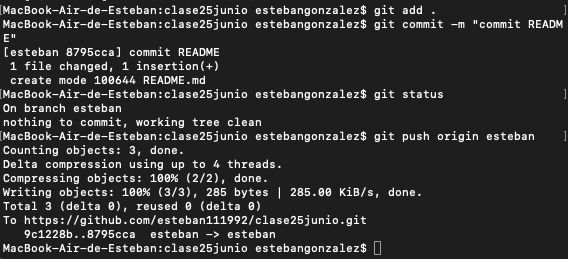 [MacBook-Air-de-Esteban:clase25junio estebangonzalez$ git add . ]
[MacBook-Air-de-Esteban:clase25junio estebangonzalez$ git commit -m "commit READM]
E"
[esteban 8795cca] commit README
 1 file changed, 1 insertion(+)
 create mode 100644 README.md
[MacBook-Air-de-Esteban:clase25junio estebangonzalez$ git status ]
On branch esteban
nothing to commit, working tree clean
[MacBook-Air-de-Esteban:clase25junio estebangonzalez$ git push origin esteban ]
Counting objects: 3, done.
Delta compression using up to 4 threads.
Compressing objects: 100% (2/2), done.
Writing objects: 100% (3/3), 285 bytes | 285.00 KiB/s, done.
Total 3 (delta 0), reused 0 (delta 0)
To https://github.com/esteban111992/clase25junio.git
   9c1228b..8795cca  esteban -> esteban
MacBook-Air-de-Esteban:clase25junio estebangonzalez$